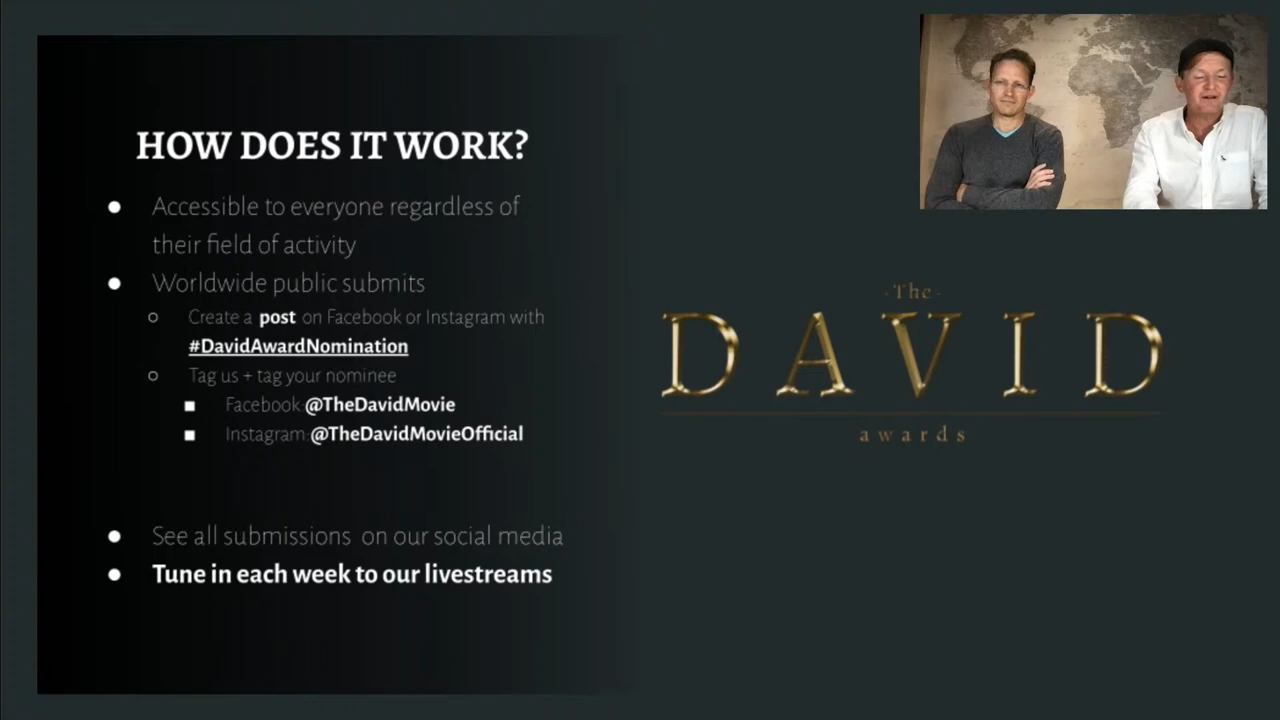 HOW DOES IT WORK?
● Accessible to everyone regardless of
their field of activity
● Worldwide public submits
○ Create a post on Facebook or Instagram with
#DavidAwardNomination
○ Tag us + tag your nominee
■ Facebook: @TheDavidMovie
■ Instagram: @TheDavidMovieOfficial
● See all submissions on our social media
● Tune in each week to our livestreams
-The-
DAVID
awards